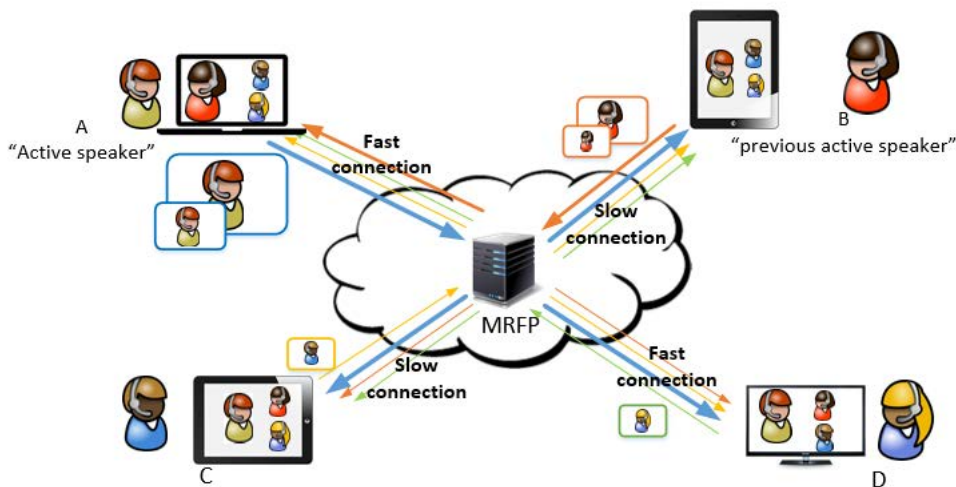 A
“Active speaker”
Fast
connection
B
“previous active speaker”
Slow
connection
MRFP
Slow
connection
Fast
connection
C
D